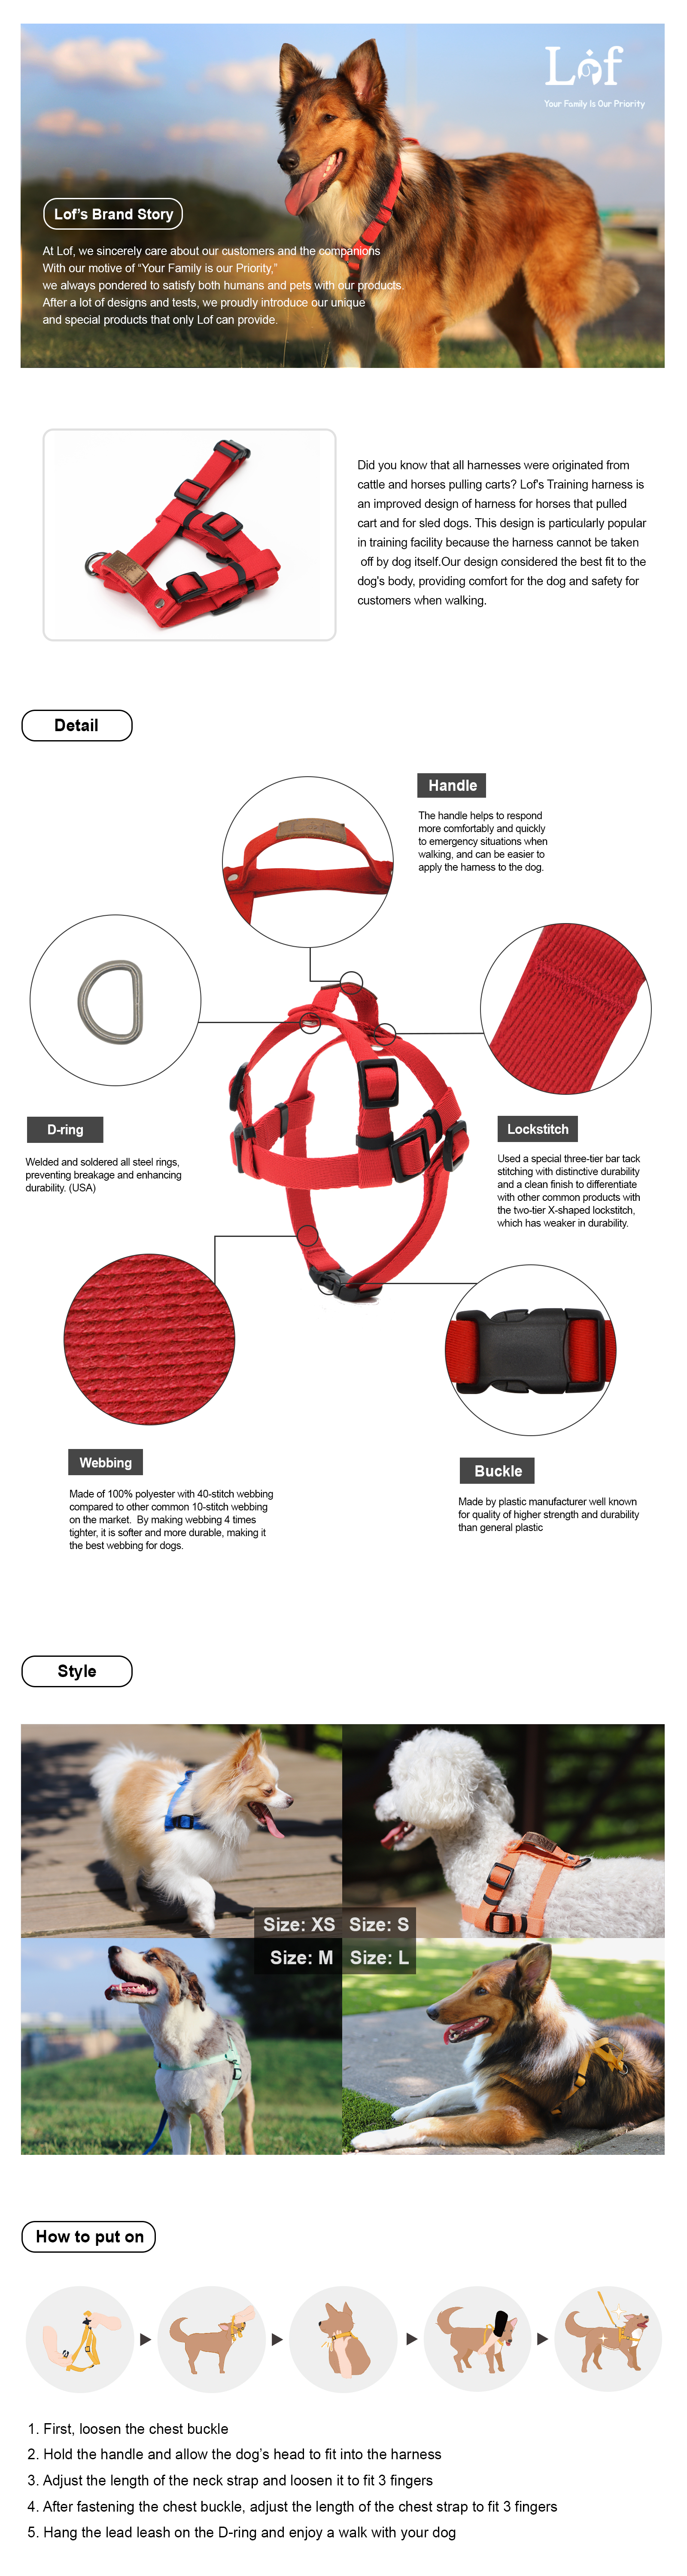 Lof
Your Family Is Our Priority
Lof's Brand Story
At Lof, we sincerely care about our customers and the companions
With our motive of “Your Family is our Priority,”
we always pondered to satisfy both humans and pets with our products.
After a lot of designs and tests, we proudly introduce our unique
and special products that only Lof can provide.
Did you know that all harnesses were originated from
cattle and horses pulling carts? Lof's Training harness is
an improved design of harness for horses that pulled
cart and for sled dogs. This design is particularly popular
in training facility because the harness cannot be taken
off by dog itself.Our design considered the best fit to the
dog's body, providing comfort for the dog and safety for
customers when walking.
Detail
Handle
The handle helps to respond
more comfortably and quickly
to emergency situations when
walking, and can be easier to
apply the harness to the dog.
D-ring
Welded and soldered all steel rings,
preventing breakage and enhancing
durability. (USA)
Lockstitch
Used a special three-tier bar tack
stitching with distinctive durability
and a clean finish to differentiate
with other common products with
the two-tier X-shaped lockstitch,
which has weaker in durability.
Webbing
Made of 100% polyester with 40-stitch webbing
compared to other common 10-stitch webbing
on the market.  By making webbing 4 times
tighter, it is softer and more durable, making it
the best webbing for dogs.
Buckle
Made by plastic manufacturer well known
for quality of higher strength and durability
than general plastic
Style
Size: XS
Size: S
Size: M
Size: L
How to put on
1. First, loosen the chest buckle
2. Hold the handle and allow the dog’s head to fit into the harness
3. Adjust the length of the neck strap and loosen it to fit 3 fingers
4. After fastening the chest buckle, adjust the length of the chest strap to fit 3 fingers
5. Hang the lead leash on the D-ring and enjoy a walk with your dog